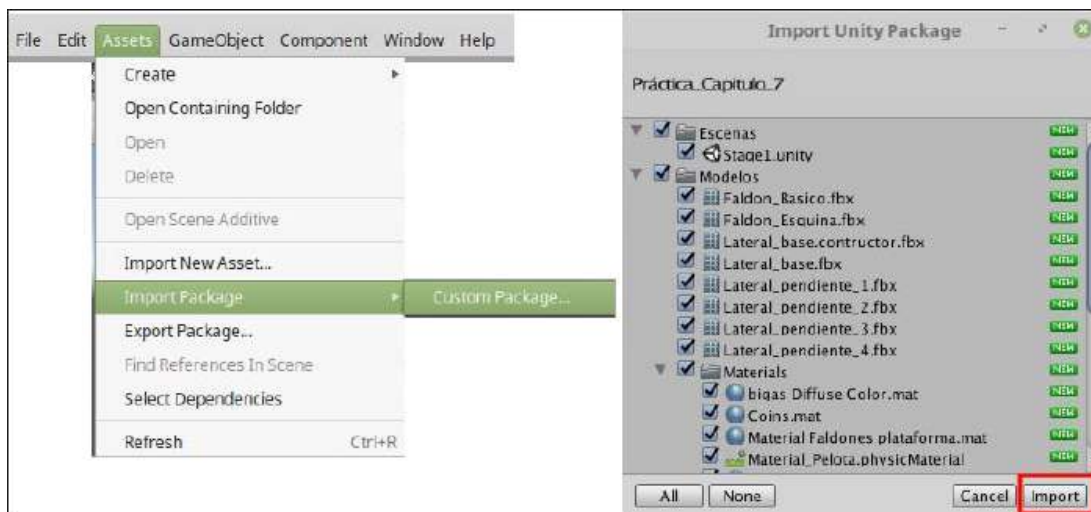 File Edit Assets GameObject Component Window Help
Create
Open Containing Folder
Open
Delete
Open Scene Additive
Import New Asset...
Import Package
Custom Package...
Export Package...
Find References In Scene
Select Dependencies
Refresh Ctrl+R
Import Unity Package
Práctica_Capitulo_7
Escenas NEW
Stage1.unity NEW
Modelos NEW
Faldon_Basico.fbx NEW
Faldon_Esquina.fbx NEW
Lateral_base.contructor.fbx NEW
Lateral_base.fbx NEW
Lateral_pendiente_1.fbx NEW
Lateral_pendiente_2.fbx NEW
Lateral_pendiente_3.fbx NEW
Lateral_pendiente_4.fbx NEW
Materials NEW
bigas Diffuse Color.mat NEW
Coins.mat NEW
Material Faldones plataforma.mat NEW
Material_Pelota.physicMaterial NEW
All None Cancel Import